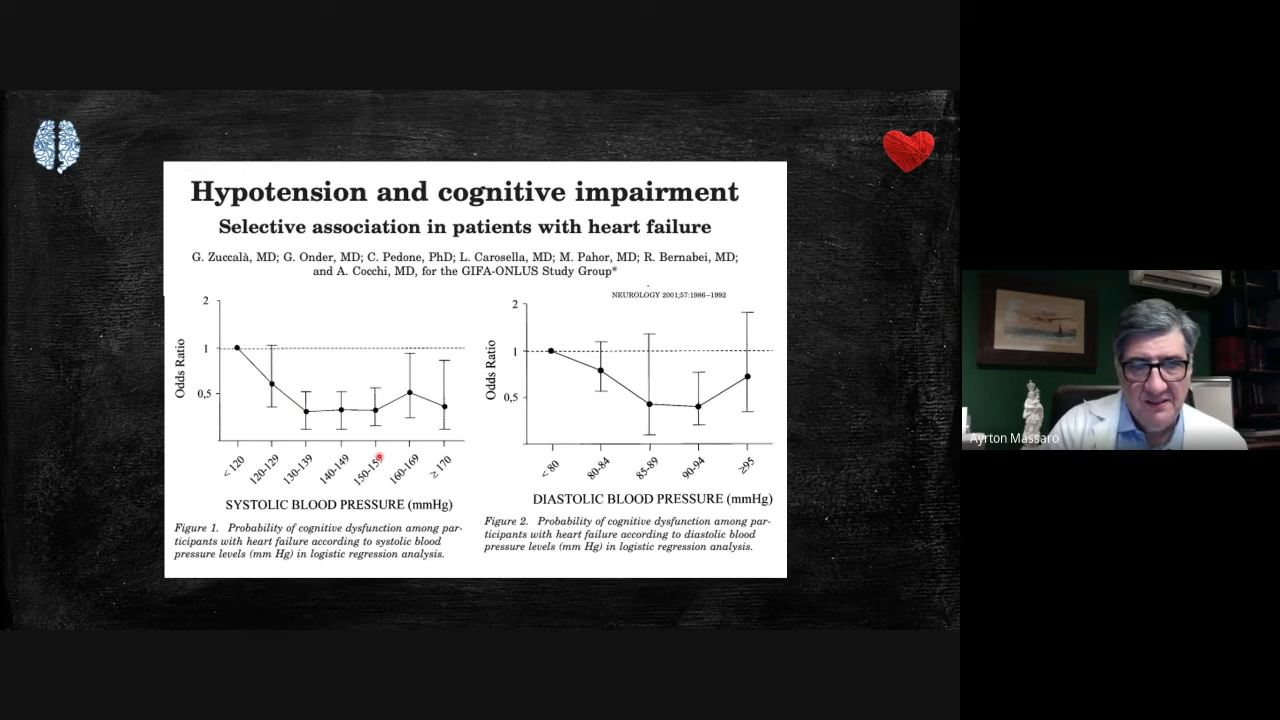 Hypotension and cognitive impairment
Selective association in patients with heart failure
G. Zuccalà, MD; G. Onder, MD; C. Pedone, PhD; L. Carosella, MD; M. Pahor, MD; R. Bernabei, MD;
and A. Cocchi, MD, for the GIFA-ONLUS Study Group*
NEUROLOGY 2001;57:1986–1992
2
1
0,5
Odds Ratio
< 120
120-129
130-139
140-149
150-159
160-169
≥ 170
SYSTOLIC BLOOD PRESSURE (mmHg)
Figure 1. Probability of cognitive dysfunction among par-
ticipants with heart failure according to systolic blood
pressure levels (mm Hg) in logistic regression analysis.
2
1
0,5
Odds Ratio
< 80
80-84
85-89
90-94
≥95
DIASTOLIC BLOOD PRESSURE (mmHg)
Figure 2. Probability of cognitive dysfunction among par-
ticipants with heart failure according to diastolic blood
pressure levels (mm Hg) in logistic regression analysis.
Ayrton Massaro